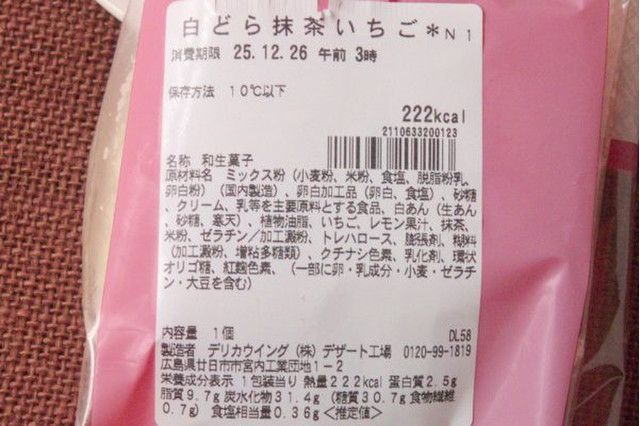 白どら抹茶いちご*N1
消費期限 25.12.26 午前 3時
保存方法 10℃以下
222kcal
2110633200123
名称 和生菓子
原材料名 ミックス粉(小麦粉、米粉、食塩、脱脂粉乳、
卵白粉)(国内製造)、卵白加工品(卵白、食塩)、砂糖
、クリーム、乳等を主要原料とする食品、白あん(生あん
、砂糖、寒天)、植物油脂、いちご、レモン果汁、抹茶、
米粉、ゼラチン/加工澱粉、トレハロース、膨張剤、糊料
(加工澱粉、増粘多糖類)、クチナシ色素、乳化剤、環状
オリゴ糖、紅麹色素、(一部に卵・乳成分・小麦・ゼラチ
ン・大豆を含む)
内容量 1個 DL58
製造者 デリカウイング(株)デザート工場 0120-99-1819
広島県廿日市市宮内工業団地1-2
栄養成分表示 1包装当り 熱量222kcal 蛋白質2.5g
脂質9.7g 炭水化物31.4g (糖質30.7g 食物繊維
0.7g) 食塩相当量0.36g<推定値>